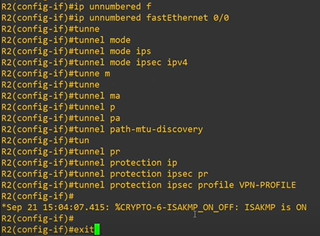 R2(config-if)#ip unnumbered f
R2(config-if)#ip unnumbered fastEthernet 0/0
R2(config-if)#tunne
R2(config-if)#tunnel mode
R2(config-if)#tunnel mode ips
R2(config-if)#tunnel mode ipsec ipv4
R2(config-if)#tunne m
R2(config-if)#tunne
R2(config-if)#tunnel ma
R2(config-if)#tunnel p
R2(config-if)#tunnel pa
R2(config-if)#tunnel path-mtu-discovery
R2(config-if)#tun
R2(config-if)#tunnel pr
R2(config-if)#tunnel protection ip
R2(config-if)#tunnel protection ipsec pr
R2(config-if)#tunnel protection ipsec profile VPN-PROFILE
R2(config-if)#
*Sep 21 15:04:07.415: %CRYPTO-6-ISAKMP_ON_OFF: ISAKMP is ON
R2(config-if)#
R2(config-if)#exit